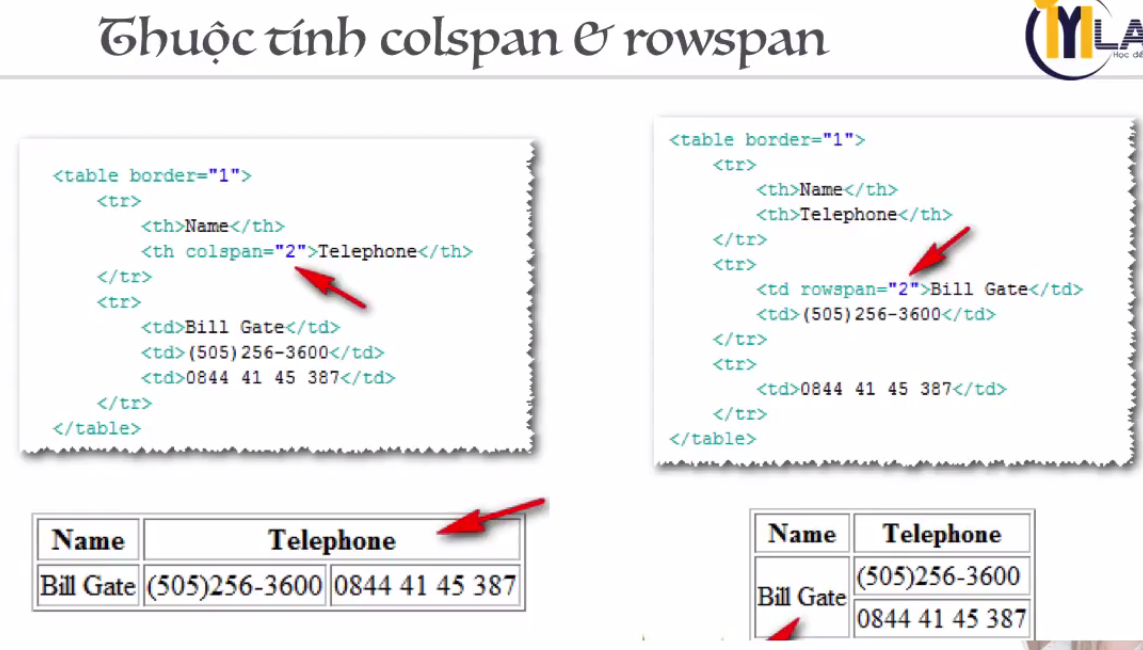 Thuộc tính colspan & rowspan
Học để
<table border="1">
<tr>
<th>Name</th>
<th colspan="2">Telephone</th>
</tr>
<tr>
<td>Bill Gate</td>
<td>(505)256-3600</td>
<td>0844 41 45 387</td>
</tr>
</table>
Name Telephone
Bill Gate (505)256-3600 0844 41 45 387
<table border="1">
<tr>
<th>Name</th>
<th>Telephone</th>
</tr>
<tr>
<td rowspan="2">Bill Gate</td>
<td>(505)256-3600</td>
</tr>
<tr>
<td>0844 41 45 387</td>
</tr>
</table>
Name Telephone
Bill Gate (505)256-3600
0844 41 45 387